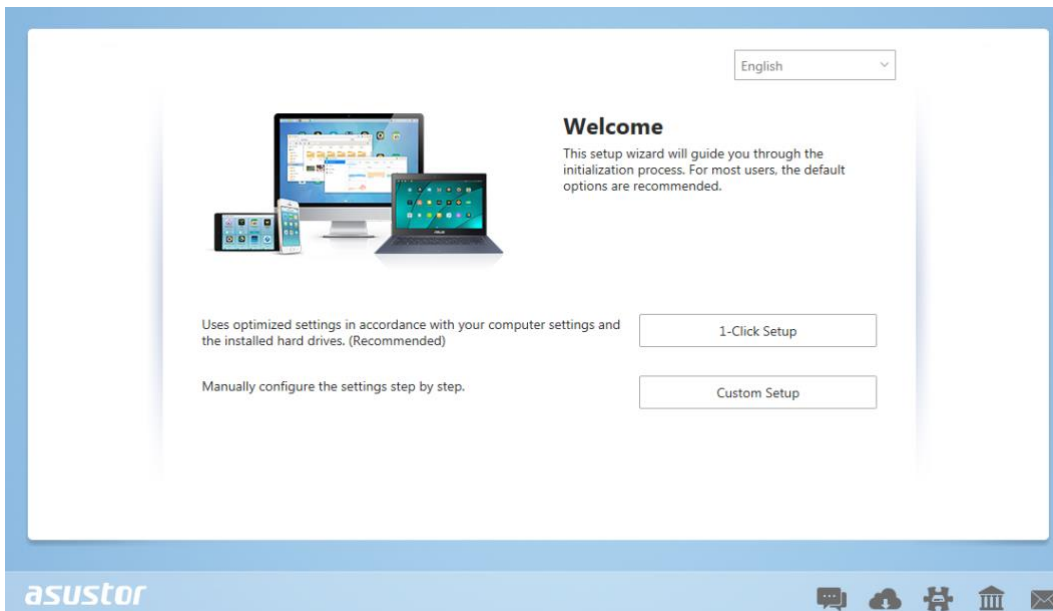 English
Welcome
This setup wizard will guide you through the
initialization process. For most users, the default
options are recommended.
Uses optimized settings in accordance with your computer settings and
the installed hard drives. (Recommended)
1-Click Setup
Manually configure the settings step by step.
Custom Setup
asustor